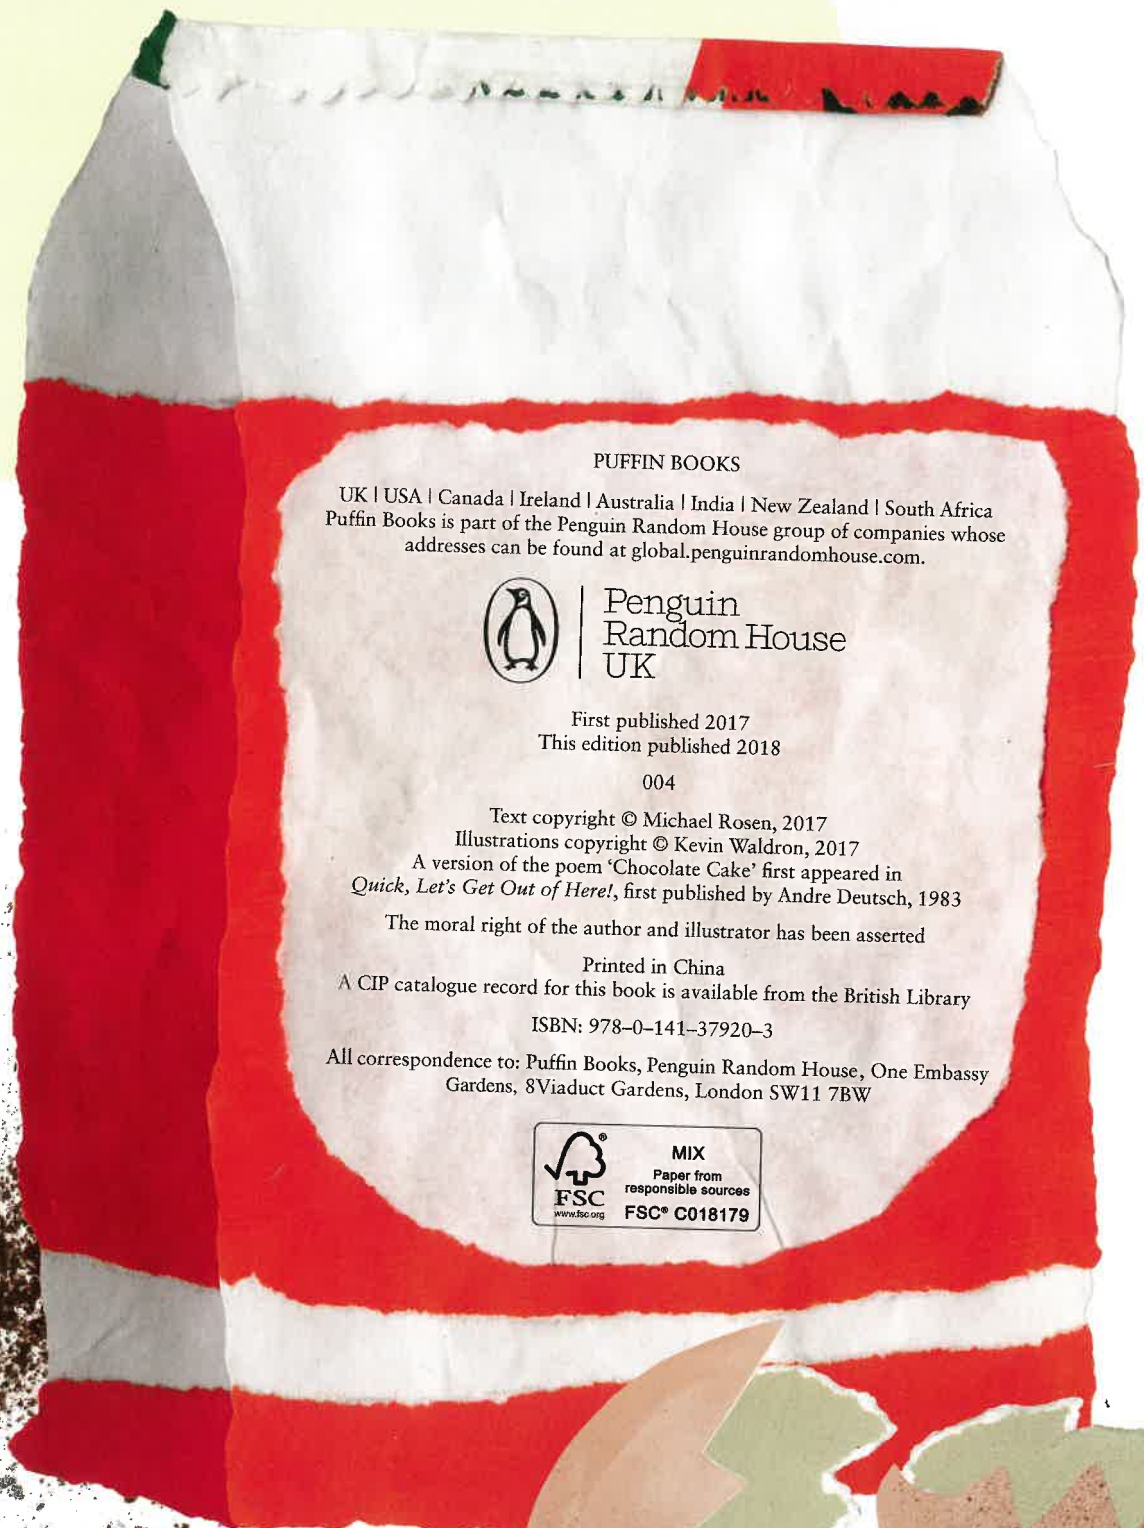 PUFFIN BOOKS
UK | USA | Canada | Ireland | Australia | India | New Zealand | South Africa
Puffin Books is part of the Penguin Random House group of companies whose
addresses can be found at global.penguinrandomhouse.com.
Penguin
Random House
UK
First published 2017
This edition published 2018
004
Text copyright © Michael Rosen, 2017
Illustrations copyright © Kevin Waldron, 2017
A version of the poem ‘Chocolate Cake’ first appeared in
Quick, Let's Get Out of Here!, first published by Andre Deutsch, 1983
The moral right of the author and illustrator has been asserted
Printed in China
A CIP catalogue record for this book is available from the British Library
ISBN: 978–0–141–37920–3
All correspondence to: Puffin Books, Penguin Random House, One Embassy
Gardens, 8Viaduct Gardens, London SW11 7BW
®
FSC
www.fsc.org
MIX
Paper from
responsible sources
FSC® C018179